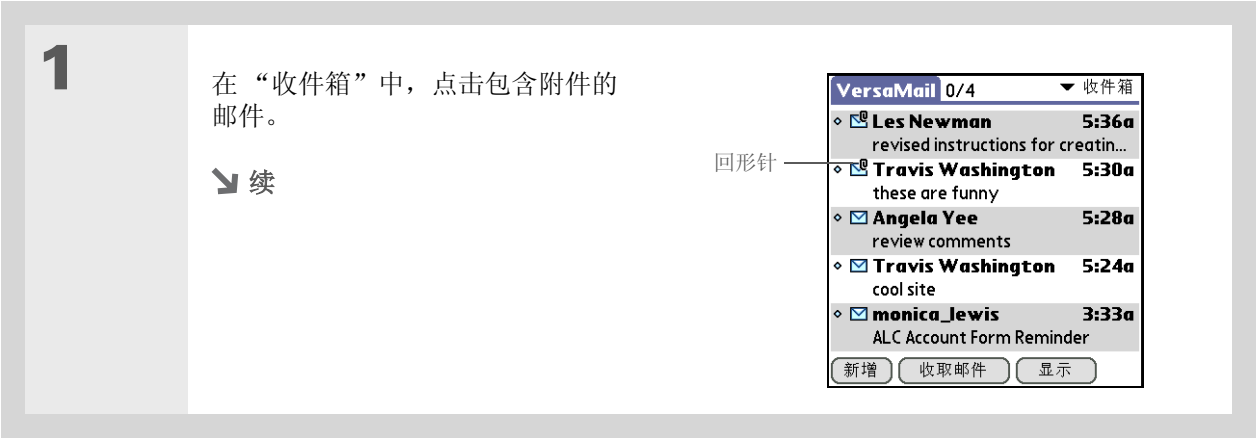 1
在 “收件箱”中，点击包含附件的
邮件。
续
回形针
VersaMail 0/4 收件箱
Les Newman 5:36a
revised instructions for creatin...
Travis Washington 5:30a
these are funny
Angela Yee 5:28a
review comments
Travis Washington 5:24a
cool site
monica_lewis 3:33a
ALC Account Form Reminder
新增 收取邮件 显示